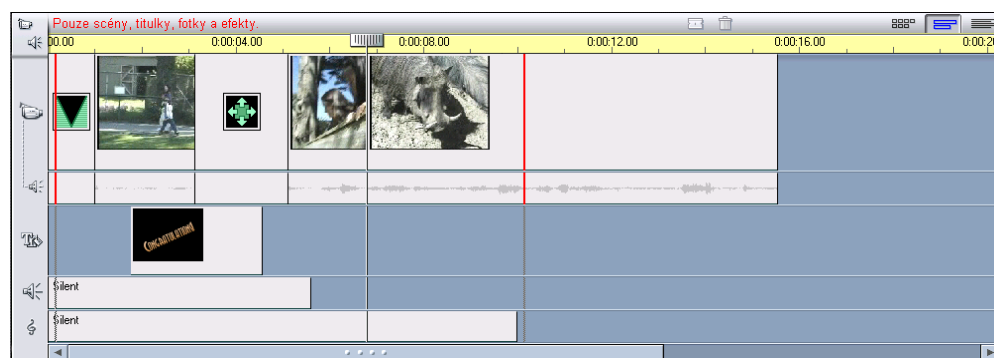 Pouze scény, titulky, fotky a efekty.
00.00 0:00:04.00 0:00:08.00 0:00:12.00 0:00:16.00 0:00:20
CONGRATULATIONS
Silent
Silent